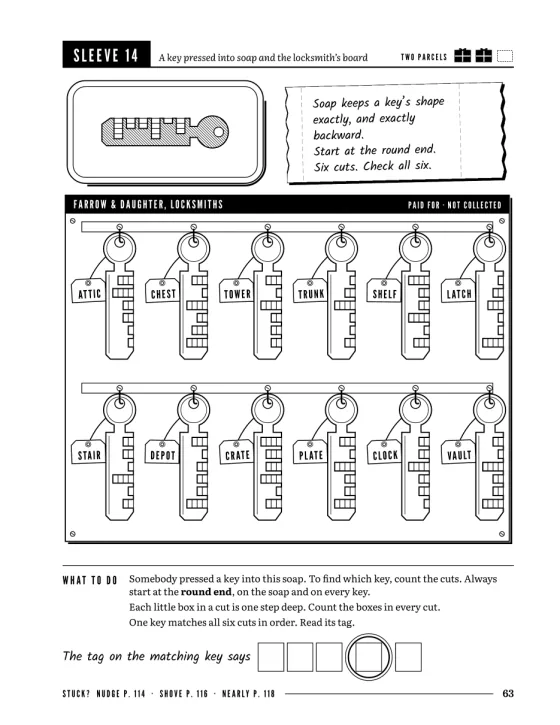 SLEEVE 14
A key pressed into soap and the locksmith's board
TWO PARCELS
Soap keeps a key's shape
exactly, and exactly
backward.
Start at the round end.
Six cuts. Check all six.
FARROW & DAUGHTER, LOCKSMITHS
PAID FOR · NOT COLLECTED
ATTIC
CHEST
TOWER
TRUNK
SHELF
LATCH
STAIR
DEPOT
CRATE
PLATE
CLOCK
VAULT
WHAT TO DO
Somebody pressed a key into this soap. To find which key, count the cuts. Always
start at the round end, on the soap and on every key.
Each little box in a cut is one step deep. Count the boxes in every cut.
One key matches all six cuts in order. Read its tag.
The tag on the matching key says
STUCK? NUDGE P. 114 · SHOVE P. 116 · NEARLY P. 118
63